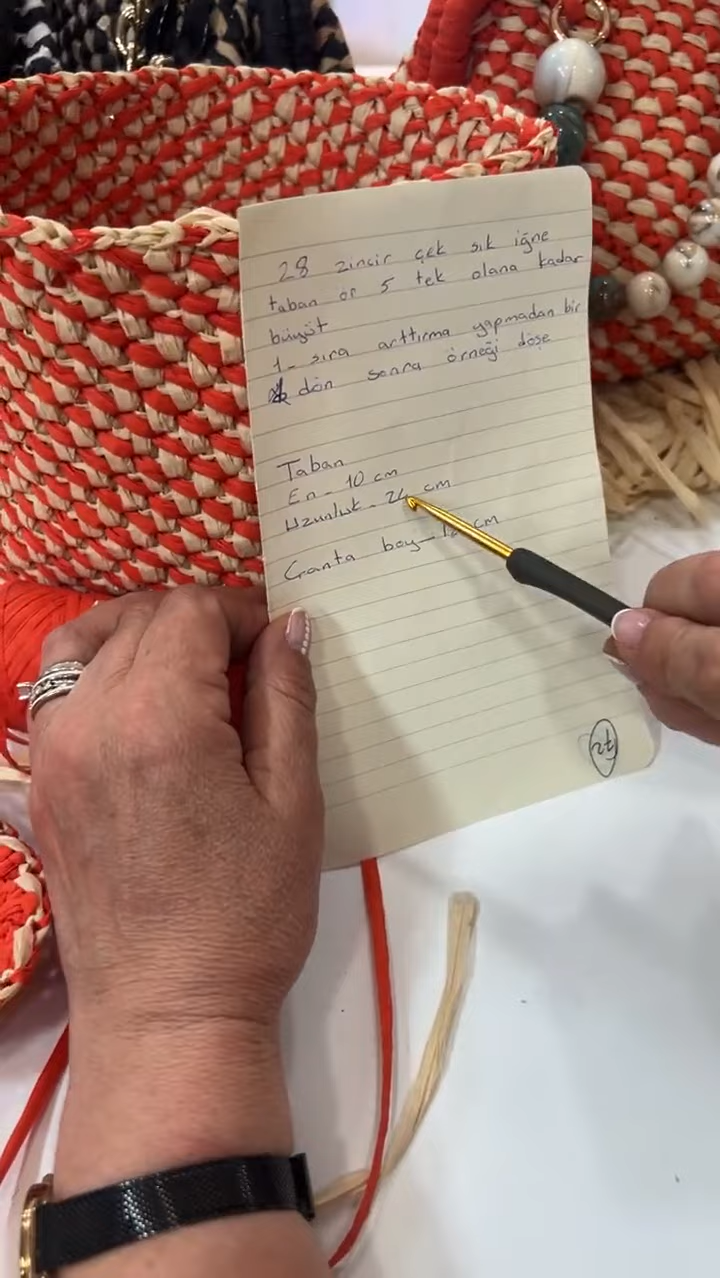 28 zincir çek sık iğne
taban ör 5 tek olana kadar
büyüt
1- sıra arttırma yapmadan bir
dön sonra örneği döşe
Taban
En - 10 cm
Uzunluk - 24 cm
Çanta boy - cm